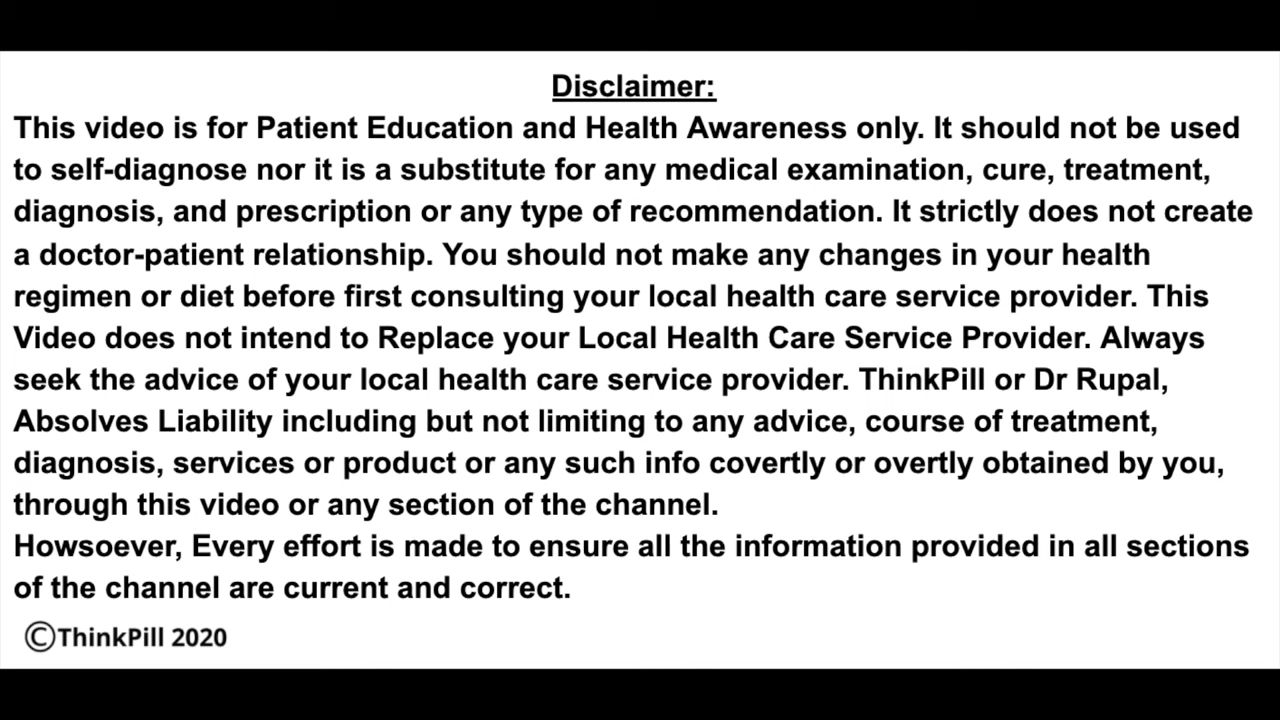 Disclaimer:
This video is for Patient Education and Health Awareness only. It should not be used
to self-diagnose nor it is a substitute for any medical examination, cure, treatment,
diagnosis, and prescription or any type of recommendation. It strictly does not create
a doctor-patient relationship. You should not make any changes in your health
regimen or diet before first consulting your local health care service provider. This
Video does not intend to Replace your Local Health Care Service Provider. Always
seek the advice of your local health care service provider. ThinkPill or Dr Rupal,
Absolves Liability including but not limiting to any advice, course of treatment,
diagnosis, services or product or any such info covertly or overtly obtained by you,
through this video or any section of the channel.
Howsoever, Every effort is made to ensure all the information provided in all sections
of the channel are current and correct.
©ThinkPill 2020